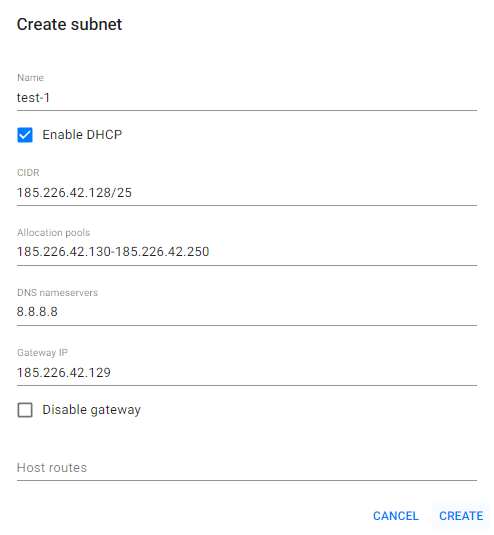 Create subnet
Name
test-1
Enable DHCP
CIDR
185.226.42.128/25
Allocation pools
185.226.42.130-185.226.42.250
DNS nameservers
8.8.8.8
Gateway IP
185.226.42.129
Disable gateway
Host routes
CANCEL CREATE